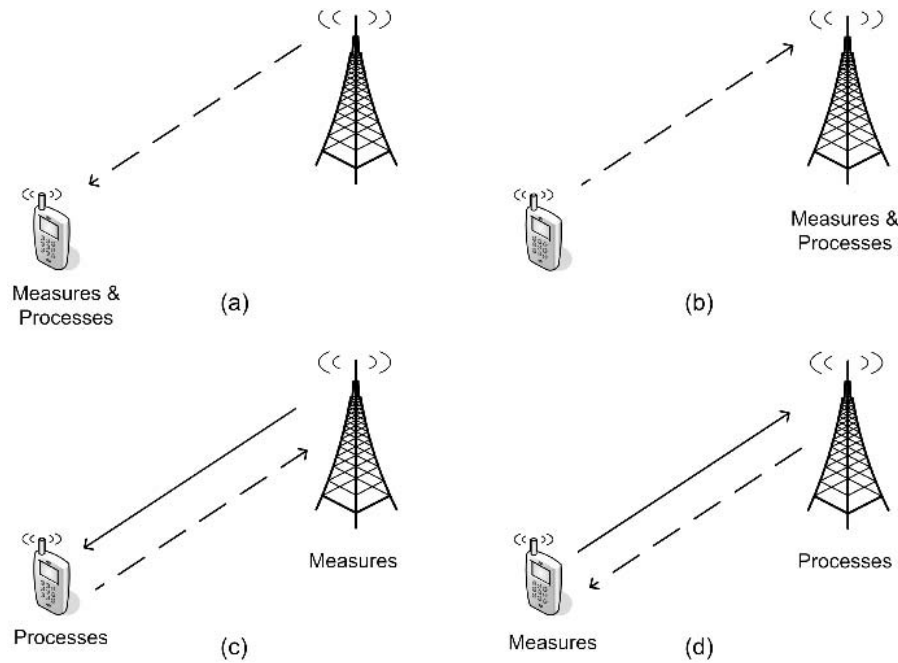 Measures &
Processes
Measures &
Processes
(a)
(b)
Measures
Processes
Processes
Measures
(c)
(d)